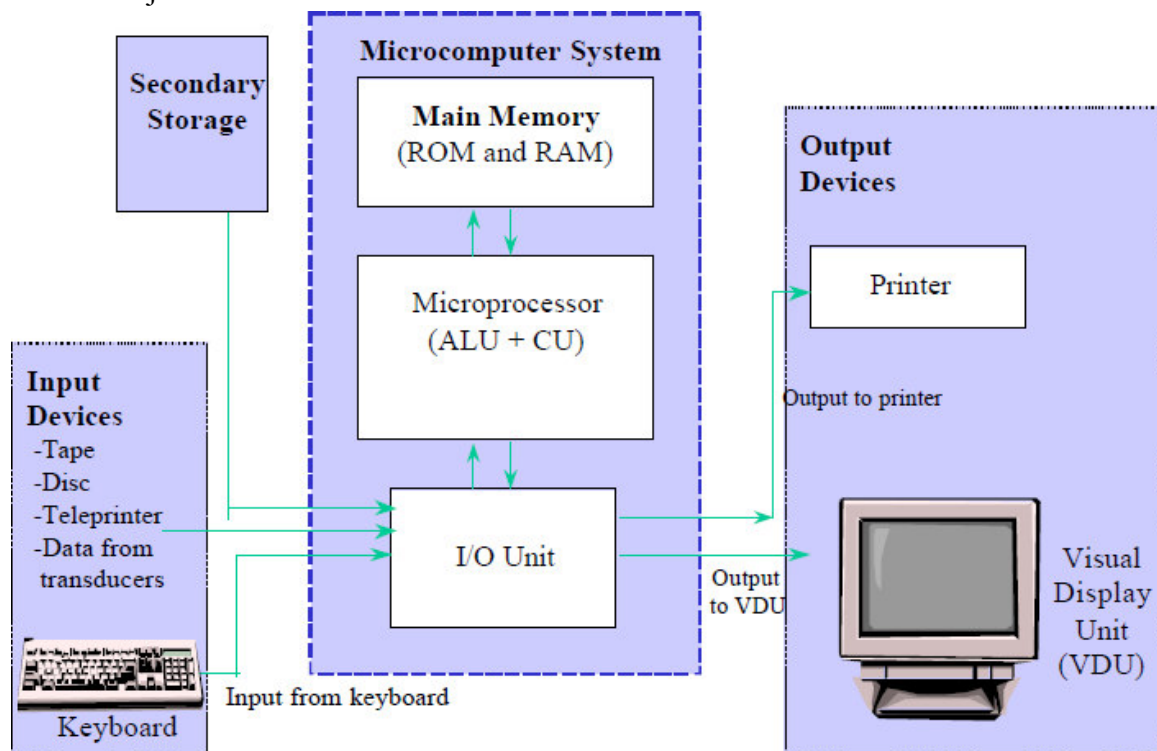 Secondary
Storage
Microcomputer System
Main Memory
(ROM and RAM)
Microprocessor
(ALU + CU)
I/O Unit
Input
Devices
-Tape
-Disc
-Teleprinter
-Data from
transducers
Keyboard
Input from keyboard
Output
Devices
Printer
Output to printer
Output
to VDU
Visual
Display
Unit
(VDU)